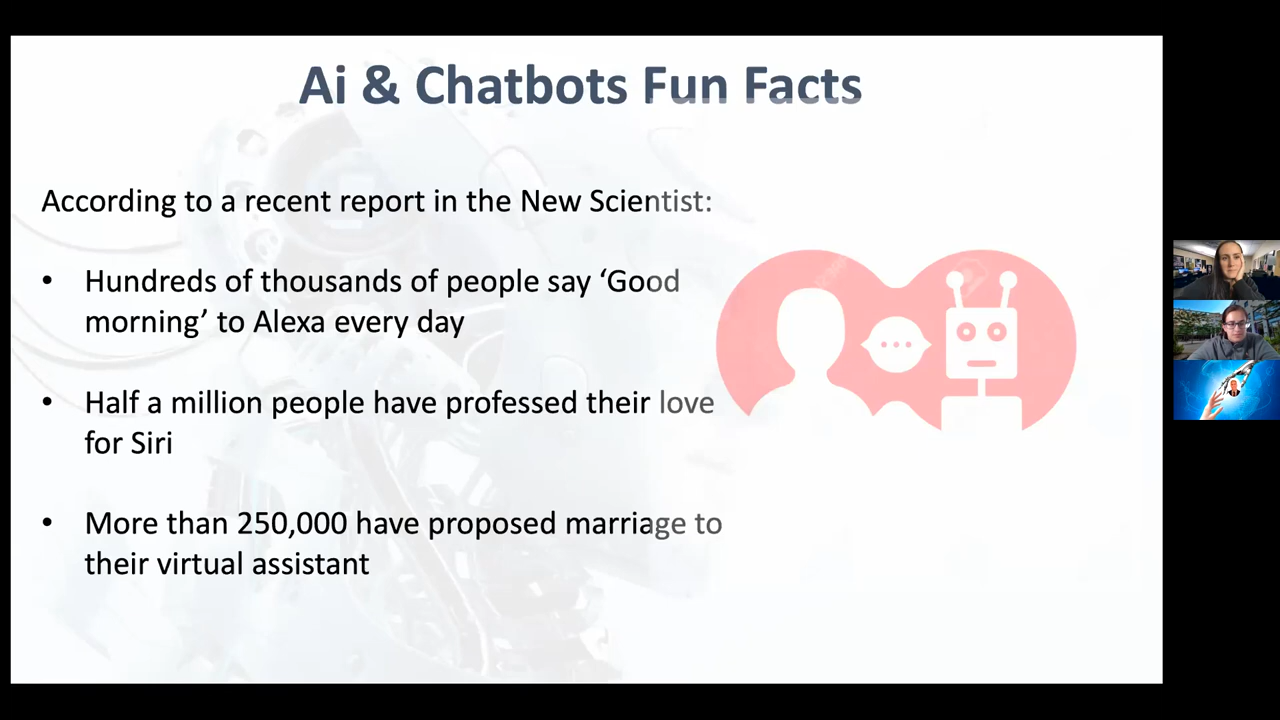 Ai & Chatbots Fun Facts
According to a recent report in the New Scientist:
• Hundreds of thousands of people say ‘Good
morning’ to Alexa every day
• Half a million people have professed their love
for Siri
• More than 250,000 have proposed marriage to
their virtual assistant